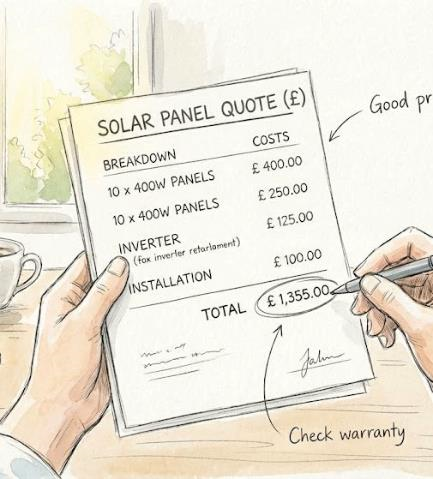 SOLAR PANEL QUOTE (£)
BREAKDOWN COSTS
10 x 400W PANELS £400.00
10 x 400W PANELS £250.00
INVERTER £125.00
(fox inverter retarlament)
INSTALLATION £100.00
TOTAL £1,355.00
Good pr
Check warranty